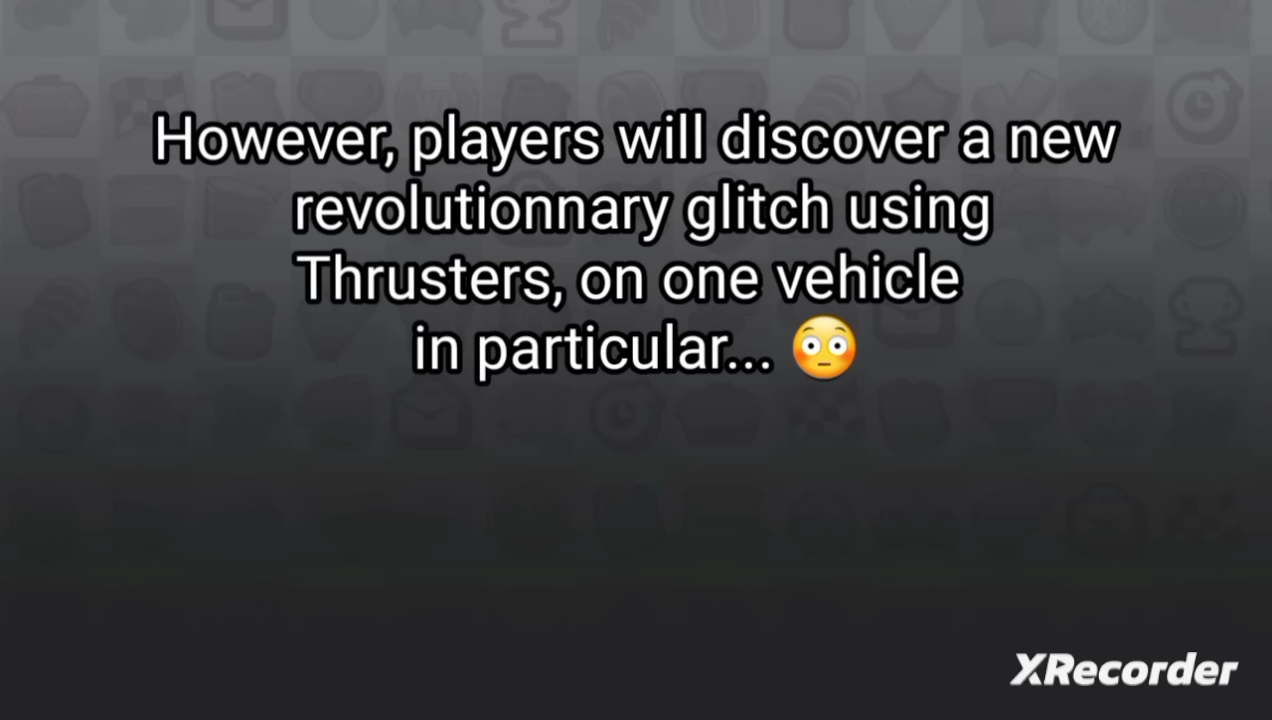 However, players will discover a new
revolutionnary glitch using
Thrusters, on one vehicle
in particular... 😳
XRecorder